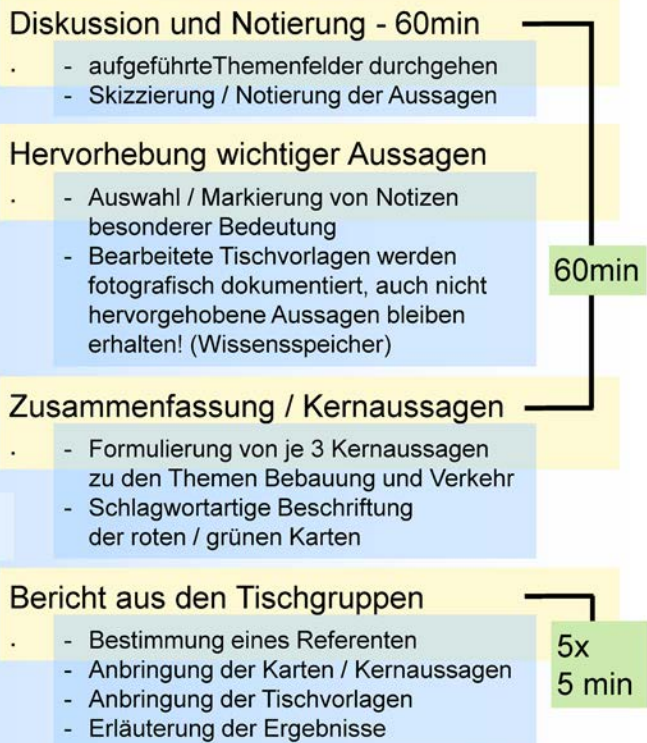 Diskussion und Notierung - 60min
- aufgeführteThemenfelder durchgehen
- Skizzierung / Notierung der Aussagen
Hervorhebung wichtiger Aussagen
- Auswahl / Markierung von Notizen
besonderer Bedeutung
- Bearbeitete Tischvorlagen werden
fotografisch dokumentiert, auch nicht
hervorgehobene Aussagen bleiben
erhalten! (Wissensspeicher)
60min
Zusammenfassung / Kernaussagen
- Formulierung von je 3 Kernaussagen
zu den Themen Bebauung und Verkehr
- Schlagwortartige Beschriftung
der roten / grünen Karten
Bericht aus den Tischgruppen
- Bestimmung eines Referenten
- Anbringung der Karten / Kernaussagen
- Anbringung der Tischvorlagen
- Erläuterung der Ergebnisse
5x
5 min